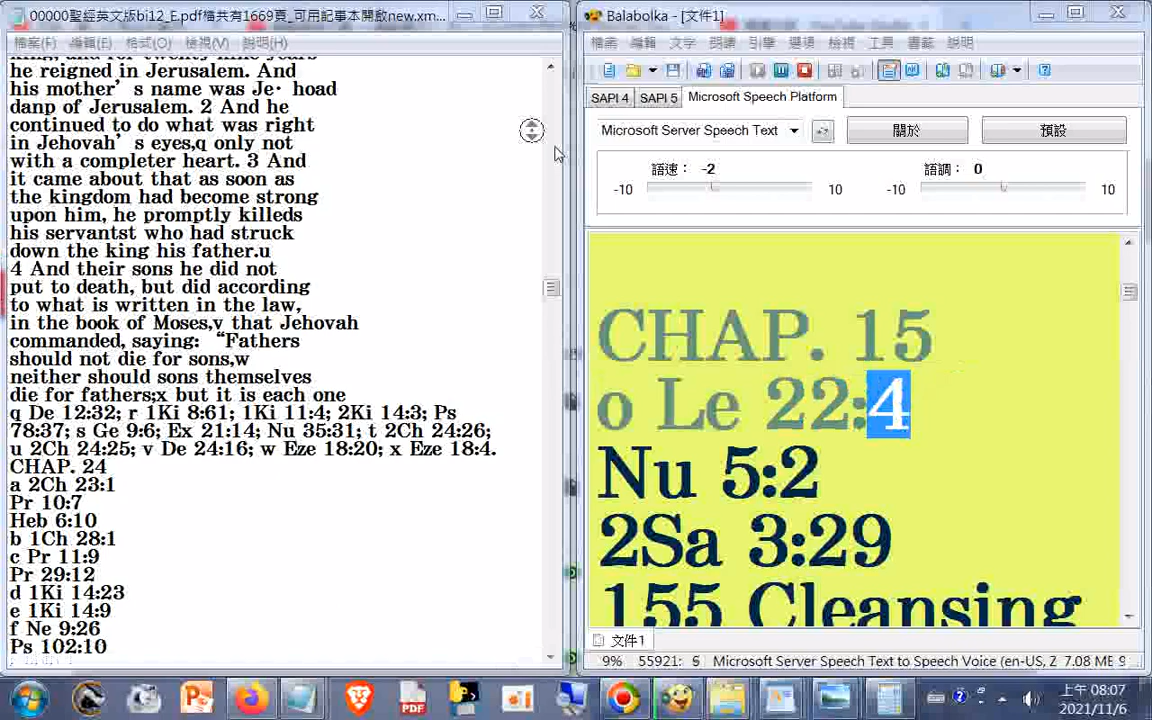 00000聖經英文版bi12_E.pdf檔共有1669頁_可用記事本開啟new.xm...
檔案(F) 編輯(E) 格式(O) 檢視(V) 說明(H)
king, and for twenty-nine years
he reigned in Jerusalem. And
his mother’s name was Je· hoad
danp of Jerusalem. 2 And he
continued to do what was right
in Jehovah’s eyes,q only not
with a completer heart. 3 And
it came about that as soon as
the kingdom had become strong
upon him, he promptly killeds
his servantst who had struck
down the king his father.u
4 And their sons he did not
put to death, but did according
to what is written in the law,
in the book of Moses,v that Jehovah
commanded, saying: “Fathers
should not die for sons,w
neither should sons themselves
die for fathers;x but it is each one
q De 12:32; r 1Ki 8:61; 1Ki 11:4; 2Ki 14:3; Ps
78:37; s Ge 9:6; Ex 21:14; Nu 35:31; t 2Ch 24:26;
u 2Ch 24:25; v De 24:16; w Eze 18:20; x Eze 18:4.
CHAP. 24
a 2Ch 23:1
Pr 10:7
Heb 6:10
b 1Ch 28:1
c Pr 11:9
Pr 29:12
d 1Ki 14:23
e 1Ki 14:9
f Ne 9:26
Ps 102:10
Balabolka - [文件1]
檔案 編輯 文字 朗讀 引擎 選項 檢視 工具 書籤 說明
SAPI 4 SAPI 5 Microsoft Speech Platform
Microsoft Server Speech Text 關於 預設
語速： -2 語調： 0
-10 10 -10 10
CHAP. 15
o Le 22:4
Nu 5:2
2Sa 3:29
155 Cleansing
文件1
9% 55921: 5 Microsoft Server Speech Text to Speech Voice (en-US, Z 7.08 MB 9
上午 08:07
2021/11/6